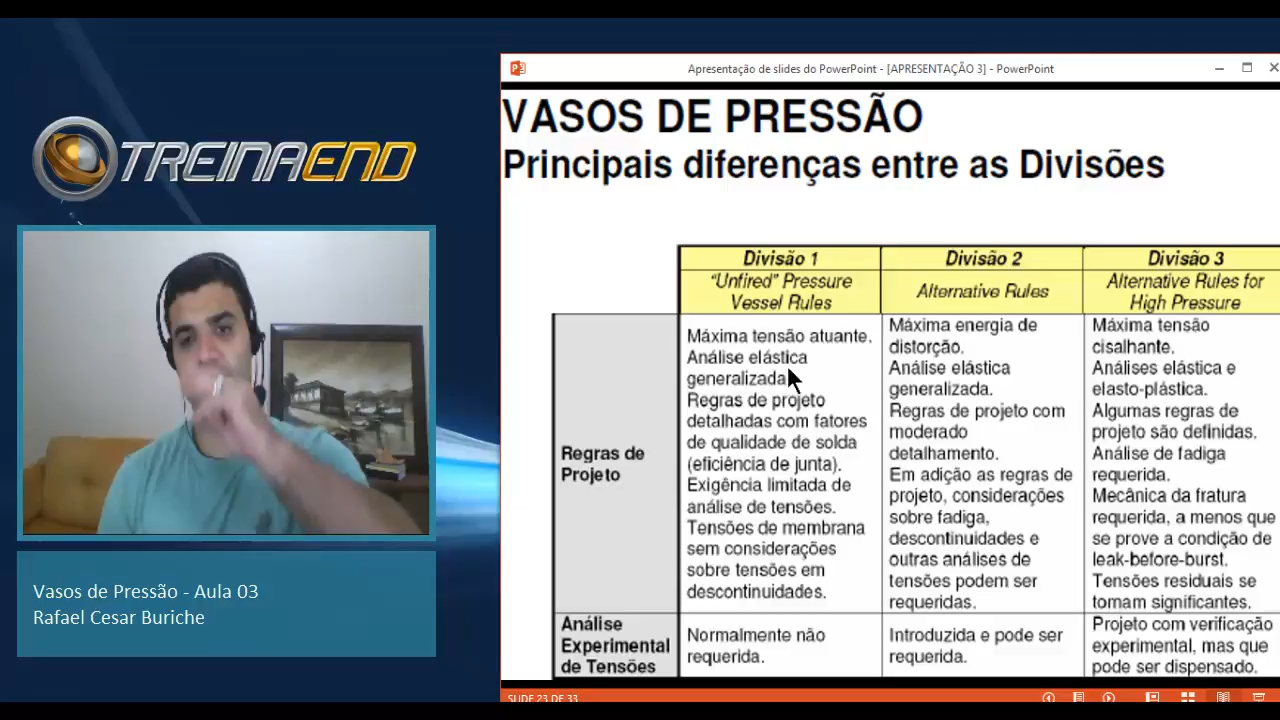 Apresentação de slides do PowerPoint - [APRESENTAÇÃO 3] - PowerPoint
TREINAEND
VASOS DE PRESSÃO
Principais diferenças entre as Divisões
Divisão 1
Divisão 2
Divisão 3
"Unfired" Pressure
Vessel Rules
Alternative Rules
Alternative Rules for
High Pressure
Regras de
Projeto
Máxima tensão atuante.
Análise elástica
generalizada
Regras de projeto
detalhadas com fatores
de qualidade de solda
(eficiência de junta).
Exigência limitada de
análise de tensões.
Tensões de membrana
sem considerações
sobre tensões em
descontinuidades.
Máxima energia de
distorção.
Análise elástica
generalizada.
Regras de projeto com
moderado
detalhamento.
Em adição as regras de
projeto, considerações
sobre fadiga,
descontinuidades e
outras análises de
tensões podem ser
requeridas.
Máxima tensão
cisalhante.
Análises elástica e
elasto-plástica.
Algumas regras de
projeto são definidas.
Análise de fadiga
requerida.
Mecânica da fratura
requerida, a menos que
se prove a condição de
leak-before-burst.
Tensões residuais se
tornam significantes.
Análise
Experimental
de Tensões
Normalmente não
requerida.
Introduzida e pode ser
requerida.
Projeto com verificação
experimental, mas que
pode ser dispensado.
Vasos de Pressão - Aula 03
Rafael Cesar Buriche
SLIDE 23 DE 33